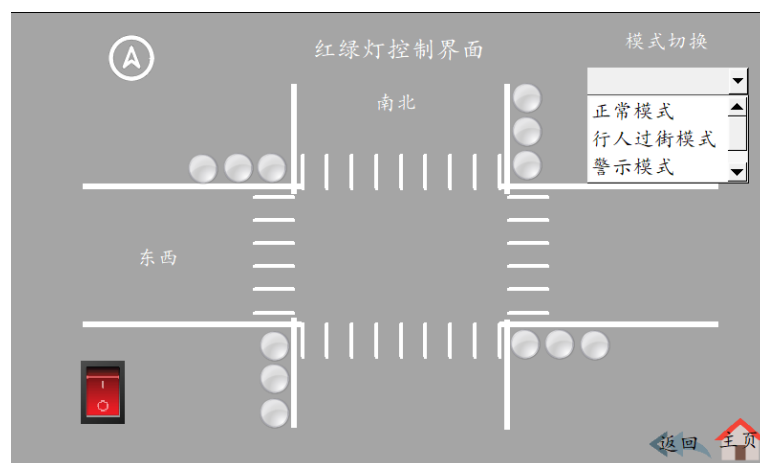 红绿灯控制界面
模式切换
南北
正常模式
行人过街模式
警示模式
东西
返回
主页